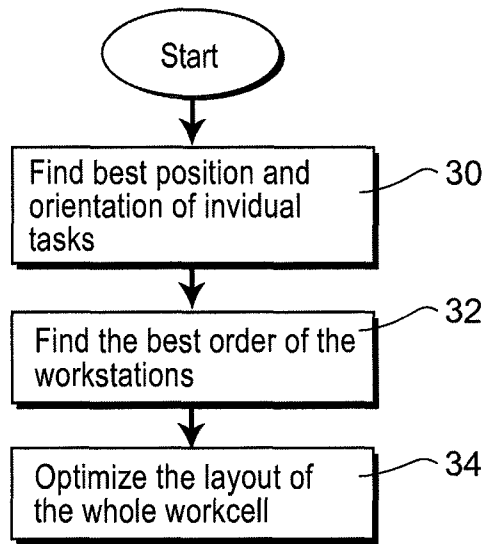 Start
Find best position and
orientation of invidual
tasks
30
Find the best order of the
workstations
32
Optimize the layout of
the whole workcell
34